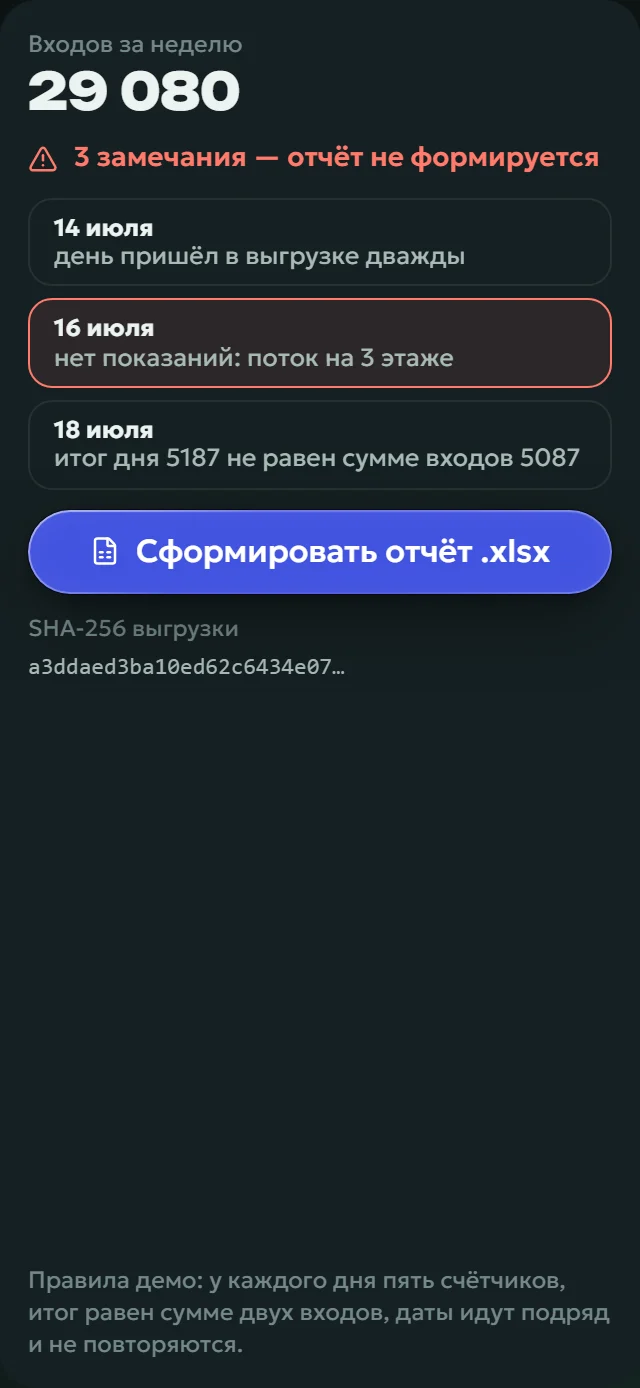 Входов за неделю
29 080
3 замечания — отчёт не формируется
14 июля
день пришёл в выгрузке дважды
16 июля
нет показаний: поток на 3 этаже
18 июля
итог дня 5187 не равен сумме входов 5087
Сформировать отчёт .xlsx
SHA-256 выгрузки
a3ddaed3ba10ed62c6434e07…
Правила демо: у каждого дня пять счётчиков,
итог равен сумме двух входов, даты идут подряд
и не повторяются.